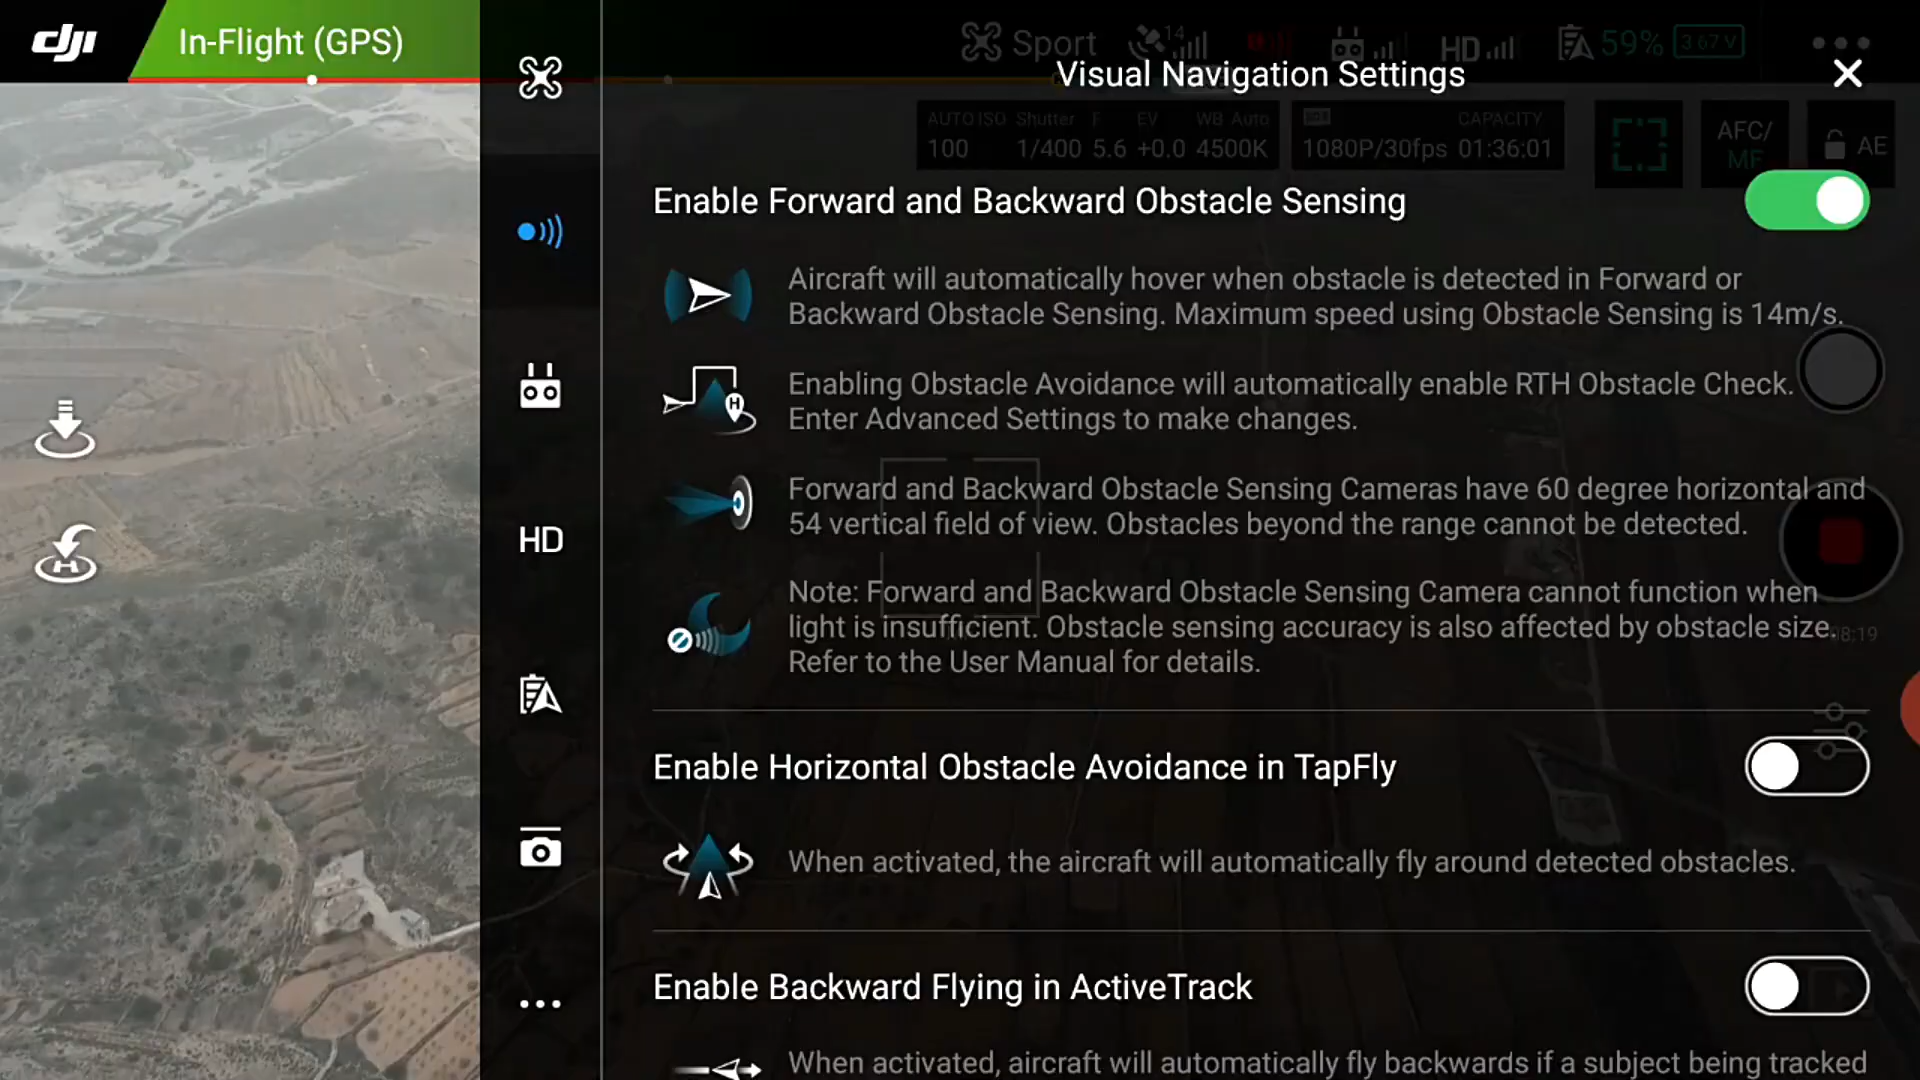 dji
In-Flight (GPS)
Sport
14
HD
59%
3.67 V
Visual Navigation Settings
AUTO ISO Shutter F EV WB Auto
100 1/400 5.6 +0.0 4500K
CAPACITY
1080P/30fps 01:36:01
AFC/
MF
AE
Enable Forward and Backward Obstacle Sensing
Aircraft will automatically hover when obstacle is detected in Forward or
Backward Obstacle Sensing. Maximum speed using Obstacle Sensing is 14m/s.
H
Enabling Obstacle Avoidance will automatically enable RTH Obstacle Check.
Enter Advanced Settings to make changes.
HD
Forward and Backward Obstacle Sensing Cameras have 60 degree horizontal and
54 vertical field of view. Obstacles beyond the range cannot be detected.
H
Note: Forward and Backward Obstacle Sensing Camera cannot function when
light is insufficient. Obstacle sensing accuracy is also affected by obstacle size.
08:19
Refer to the User Manual for details.
Enable Horizontal Obstacle Avoidance in TapFly
When activated, the aircraft will automatically fly around detected obstacles.
Enable Backward Flying in ActiveTrack
When activated, aircraft will automatically fly backwards if a subject being tracked